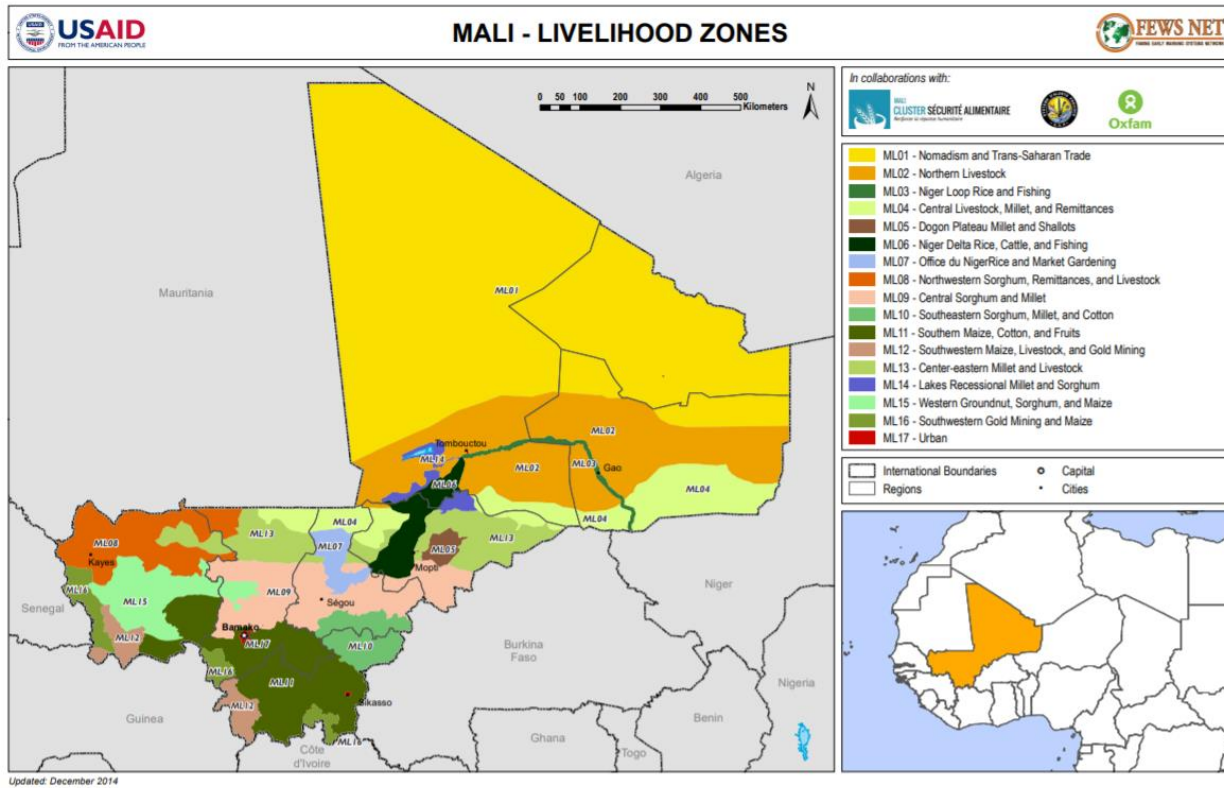 USAID
FROM THE AMERICAN PEOPLE
MALI - LIVELIHOOD ZONES
FEWS NET
FAMINE EARLY WARNING SYSTEMS NETWORK
N
0 50 100 200 300 400 500
Kilometers
Algeria
Mauritania
ML01
ML02
Tombouctou
ML14
ML02
ML03
Gao
ML06
ML04
ML04
ML04
ML13
ML07
ML05
ML13
ML08
Kayes
Mopti
Niger
ML16
ML15
ML09
Ségou
Senegal
Bamako
ML12
ML17
ML10
Burkina
Faso
ML16
ML11
Nigeria
ML12
Sikasso
Guinea
Benin
ML16
Ghana
Côte
d'Ivoire
Togo
In collaborations with:
MALI
CLUSTER SÉCURITÉ ALIMENTAIRE
Oxfam
ML01 - Nomadism and Trans-Saharan Trade
ML02 - Northern Livestock
ML03 - Niger Loop Rice and Fishing
ML04 - Central Livestock, Millet, and Remittances
ML05 - Dogon Plateau Millet and Shallots
ML06 - Niger Delta Rice, Cattle, and Fishing
ML07 - Office du NigerRice and Market Gardening
ML08 - Northwestern Sorghum, Remittances, and Livestock
ML09 - Central Sorghum and Millet
ML10 - Southeastern Sorghum, Millet, and Cotton
ML11 - Southern Maize, Cotton, and Fruits
ML12 - Southwestern Maize, Livestock, and Gold Mining
ML13 - Center-eastern Millet and Livestock
ML14 - Lakes Recessional Millet and Sorghum
ML15 - Western Groundnut, Sorghum, and Maize
ML16 - Southwestern Gold Mining and Maize
ML17 - Urban
International Boundaries
Capital
Regions
Cities
Updated: December 2014